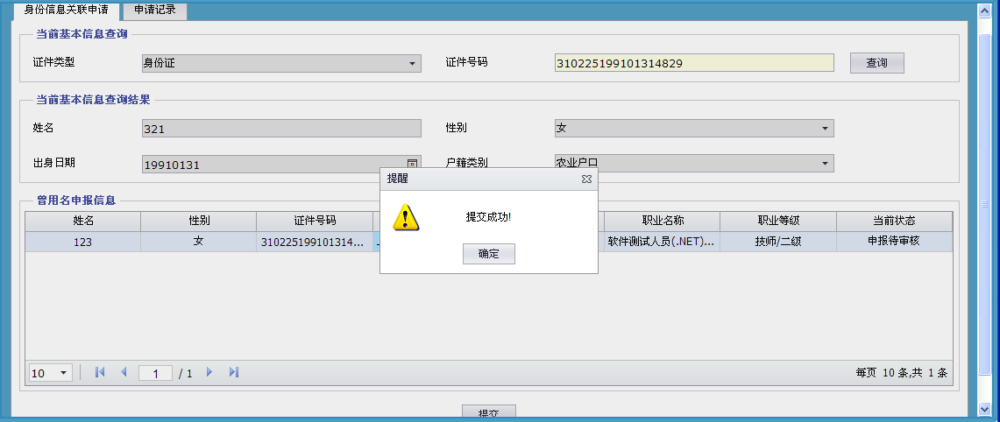 身份信息关联申请 申请记录
当前基本信息查询
证件类型 身份证 证件号码 310225199101314829 查询
当前基本信息查询结果
姓名 321 性别 女
出身日期 19910131 户籍类别 农业户口
提醒
提交成功!
确定
曾用名申报信息
姓名 性别 证件号码 职业名称 职业等级 当前状态
123 女 310225199101314... 软件测试人员(.NET)... 技师/二级 申报待审核
10 1 / 1 每页 10 条,共 1 条
提交